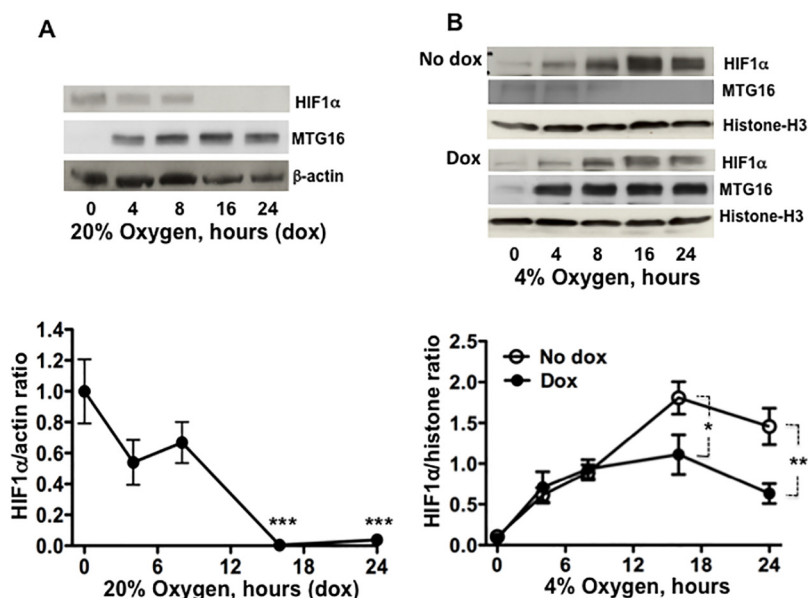 A
HIF1α
MTG16
β-actin
0 4 8 16 24
20% Oxygen, hours (dox)
B
No dox
HIF1α
MTG16
Histone-H3
Dox
HIF1α
MTG16
Histone-H3
0 4 8 16 24
4% Oxygen, hours
HIF1α/actin ratio
1.4
1.2
1.0
0.8
0.6
0.4
0.2
0.0
*** ***
0 6 12 18 24
20% Oxygen, hours (dox)
HIF1α/histone ratio
2.5
2.0
1.5
1.0
0.5
0.0
No dox
Dox
*
**
0 6 12 18 24
4% Oxygen, hours